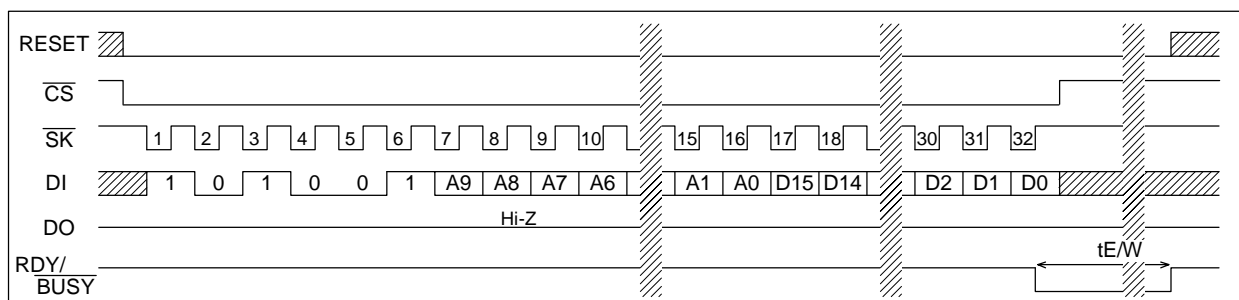 RESET
CS
SK 1 2 3 4 5 6 7 8 9 10 15 16 17 18 30 31 32
DI 1 0 1 0 0 1 A9 A8 A7 A6 A1 A0 D15 D14 D2 D1 D0
Hi-Z
DO
tE/W
RDY/
BUSY